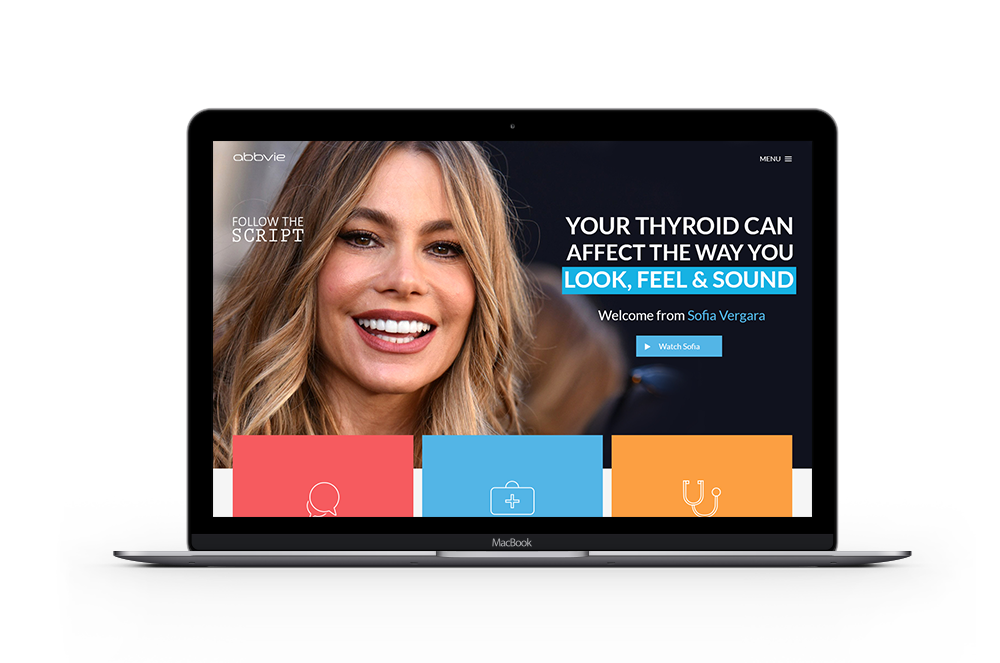 abbvie
MENU
FOLLOW THE
SCRIPT
YOUR THYROID CAN
AFFECT THE WAY YOU
LOOK, FEEL & SOUND
Welcome from Sofia Vergara
Watch Sofia
MacBook